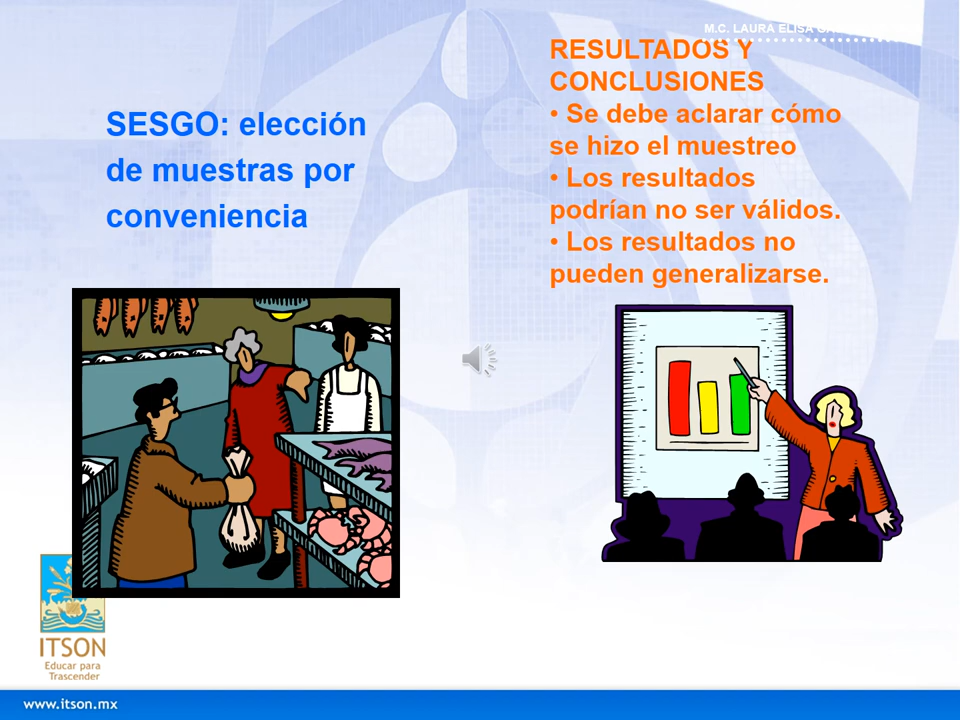 M.C. LAURA ELISA
SESGO: elección
de muestras por
conveniencia
RESULTADOS Y
CONCLUSIONES
• Se debe aclarar cómo
se hizo el muestreo
• Los resultados
podrían no ser válidos.
• Los resultados no
pueden generalizarse.
ITSON
Educar para
Trascender
www.itson.mx